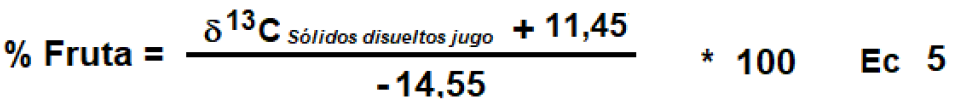 % Fruta = δ¹³C Sólidos disueltos jugo + 11,45
-14,55
* 100 Ec 5